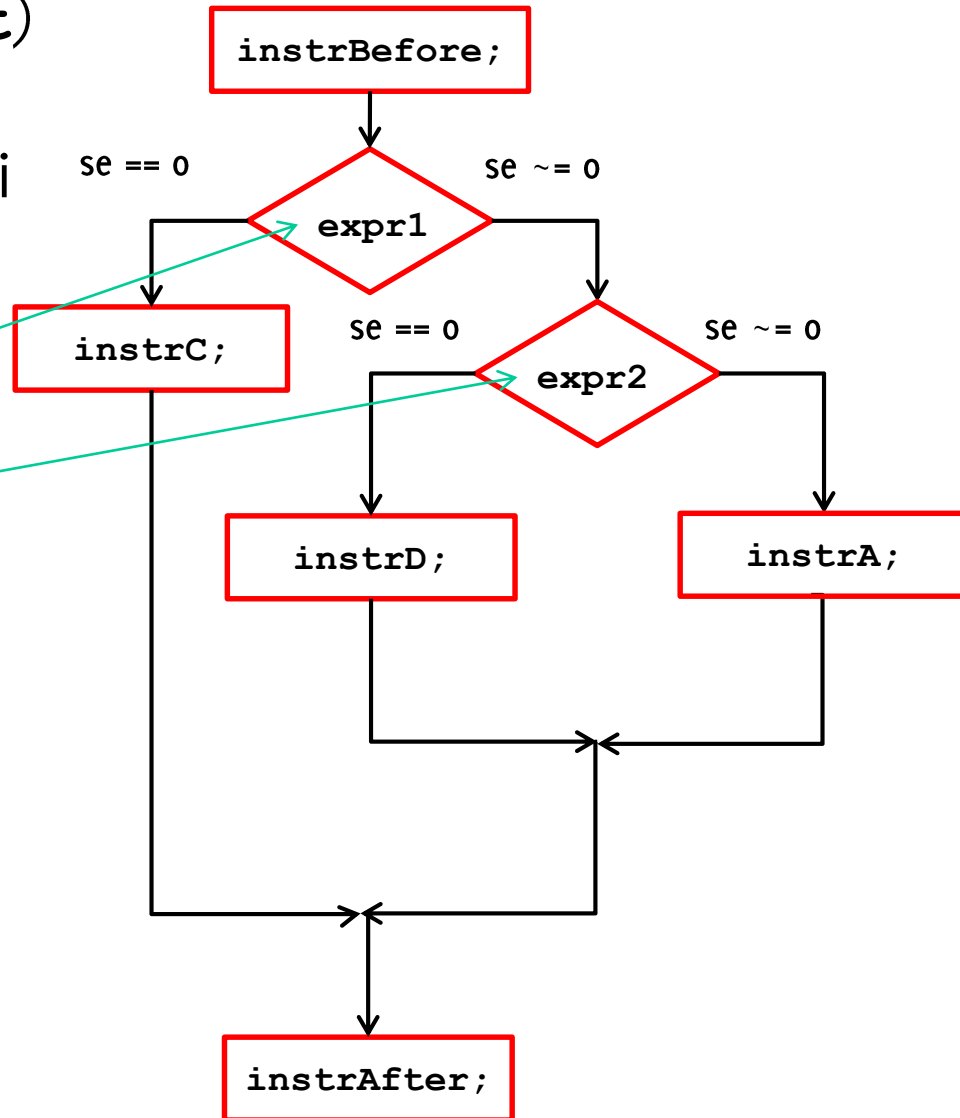 instrBefore;
se == 0
se ~= 0
expr1
instrC;
se == 0
se ~= 0
expr2
instrD;
instrA;
instrAfter;